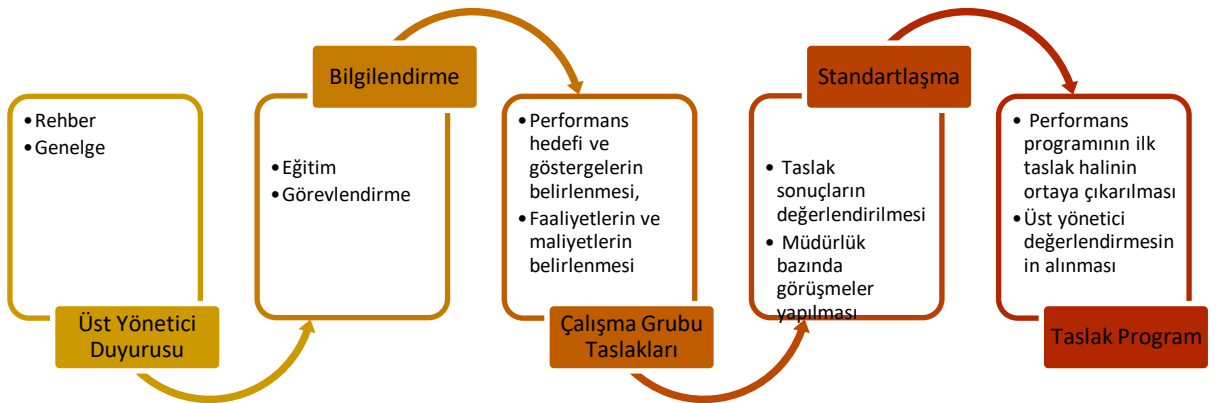 •Rehber
•Genelge
Üst Yönetici
Duyurusu
Bilgilendirme
•Eğitim
•Görevlendirme
•Performans
hedefi ve
göstergelerin
belirlenmesi,
•Faaliyetlerin ve
maliyetlerin
belirlenmesi
Çalışma Grubu
Taslakları
Standartlaşma
• Taslak
sonuçların
değerlendirilmesi
• Müdürlük
bazında
görüşmeler
yapılması
• Performans
programının ilk
taslak halinin
ortaya çıkarılması
•Üst yönetici
değerlendirmesin
in alınması
Taslak Program